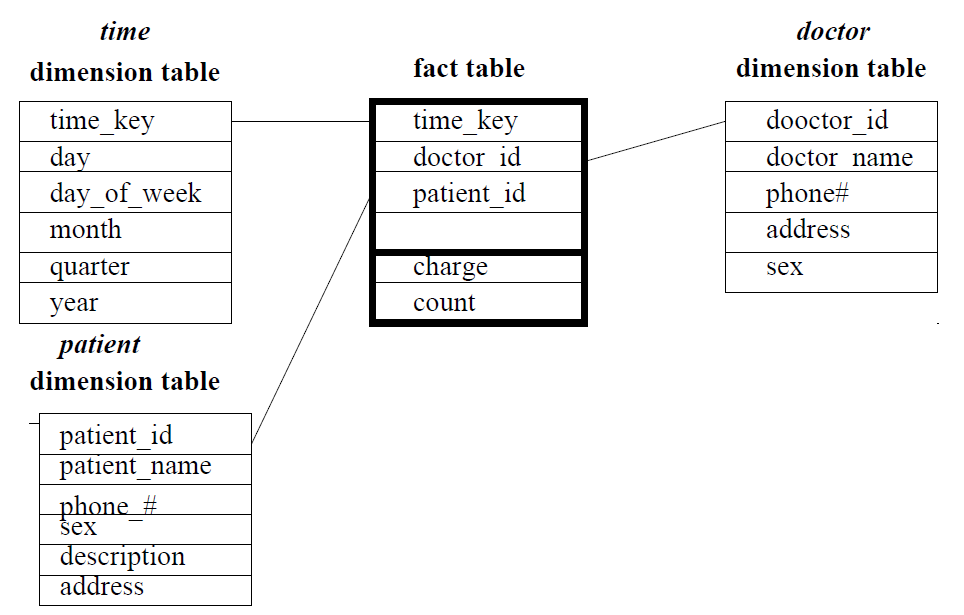 time
dimension table
time_key
day
day_of_week
month
quarter
year
fact table
time_key
doctor_id
patient_id
charge
count
doctor
dimension table
dooctor_id
doctor_name
phone#
address
sex
patient
dimension table
patient_id
patient_name
phone_#
sex
description
address